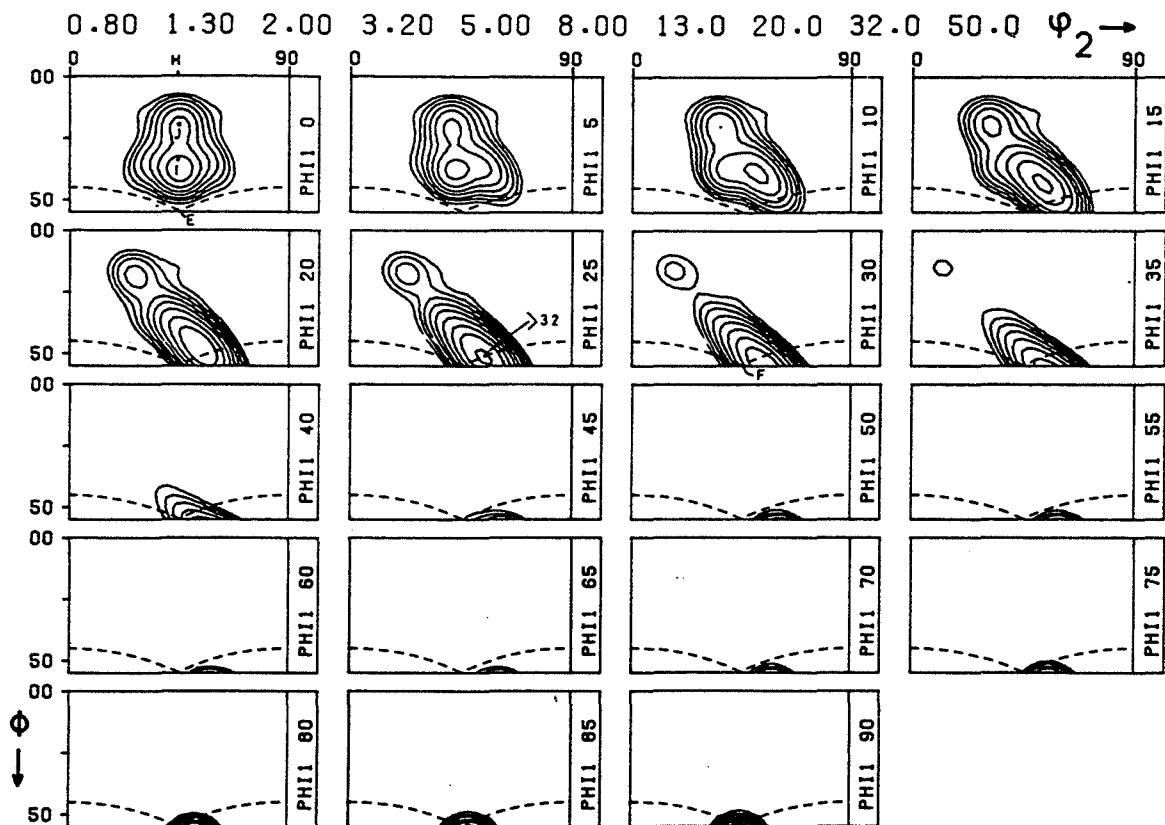 0.80 1.30 2.00 3.20 5.00 8.00 13.0 20.0 32.0 50.0 φ₂ →
0 H 90 0 90 0 90 0 90
00
50
j
i
E
PHI1 0
PHI1 5
PHI1 10
PHI1 15
00
50
PHI1 20
PHI1 25
>32
PHI1 30
F
PHI1 35
00
50
PHI1 40
PHI1 45
PHI1 50
PHI1 55
00
50
PHI1 60
PHI1 65
PHI1 70
PHI1 75
00
ϕ
50
PHI1 80
PHI1 85
PHI1 90